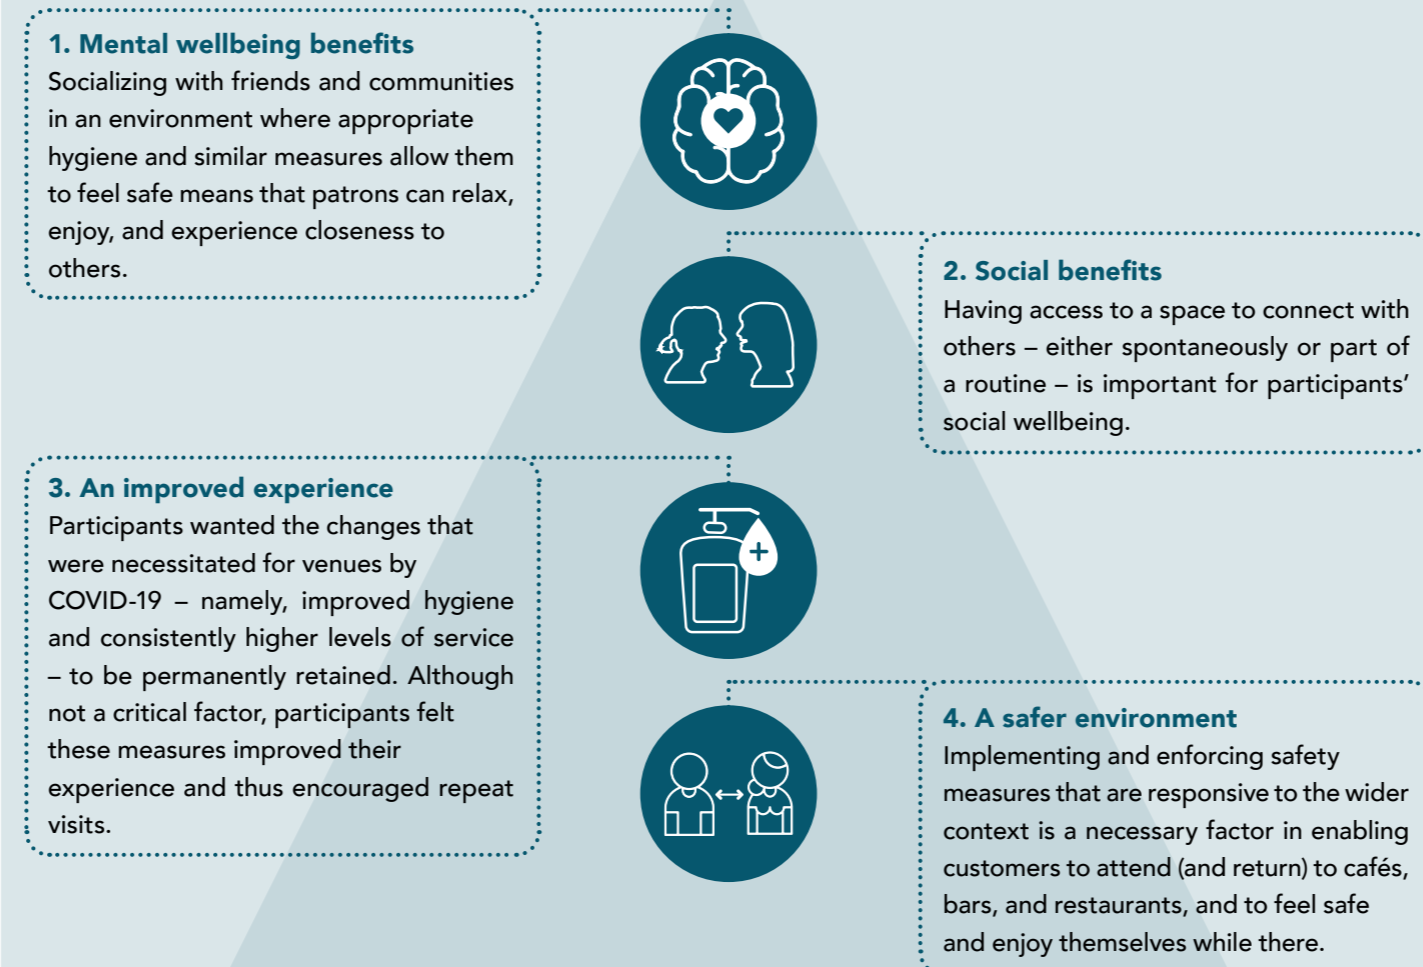 1. Mental wellbeing benefits
Socializing with friends and communities
in an environment where appropriate
hygiene and similar measures allow them
to feel safe means that patrons can relax,
enjoy, and experience closeness to
others.
2. Social benefits
Having access to a space to connect with
others – either spontaneously or part of
a routine – is important for participants’
social wellbeing.
3. An improved experience
Participants wanted the changes that
were necessitated for venues by
COVID-19 – namely, improved hygiene
and consistently higher levels of service
– to be permanently retained. Although
not a critical factor, participants felt
these measures improved their
experience and thus encouraged repeat
visits.
4. A safer environment
Implementing and enforcing safety
measures that are responsive to the wider
context is a necessary factor in enabling
customers to attend (and return) to cafés,
bars, and restaurants, and to feel safe
and enjoy themselves while there.